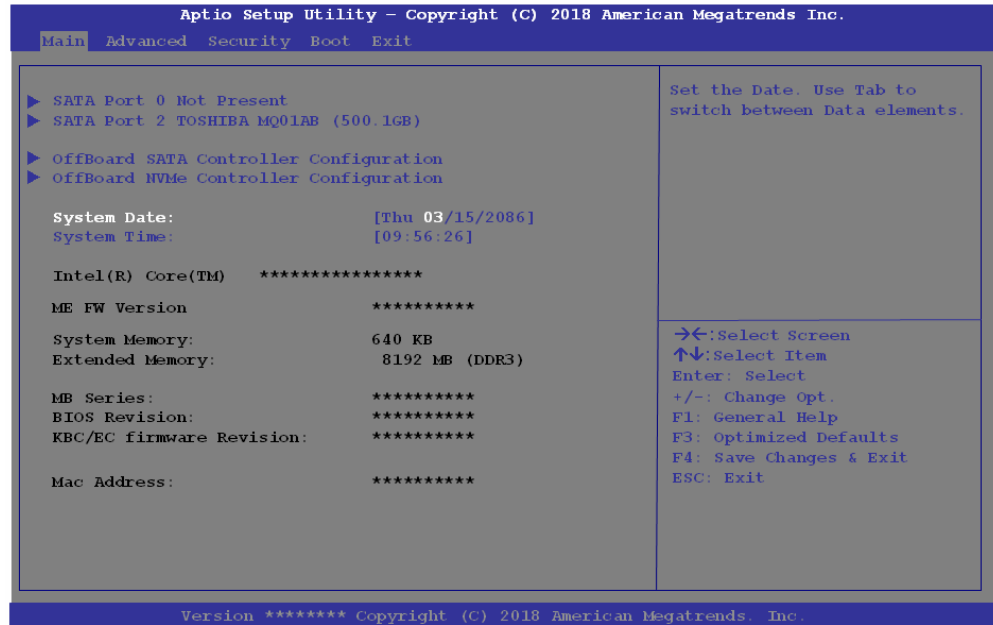 Aptio Setup Utility – Copyright (C) 2018 American Megatrends Inc.
Main Advanced Security Boot Exit
▶ SATA Port 0 Not Present
▶ SATA Port 2 TOSHIBA MQ01AB (500.1GB)
▶ OffBoard SATA Controller Configuration
▶ OffBoard NVMe Controller Configuration
System Date: [Thu 03/15/2086]
System Time: [09:56:26]
Intel(R) Core(TM) ****************
ME FW Version **********
System Memory: 640 KB
Extended Memory: 8192 MB (DDR3)
MB Series: **********
BIOS Revision: **********
KBC/EC firmware Revision: **********
Mac Address: **********
Set the Date. Use Tab to
switch between Data elements.
→←:Select Screen
↑↓:Select Item
Enter: Select
+/-: Change Opt.
F1: General Help
F3: Optimized Defaults
F4: Save Changes & Exit
ESC: Exit
Version ******** Copyright (C) 2018 American Megatrends. Inc.